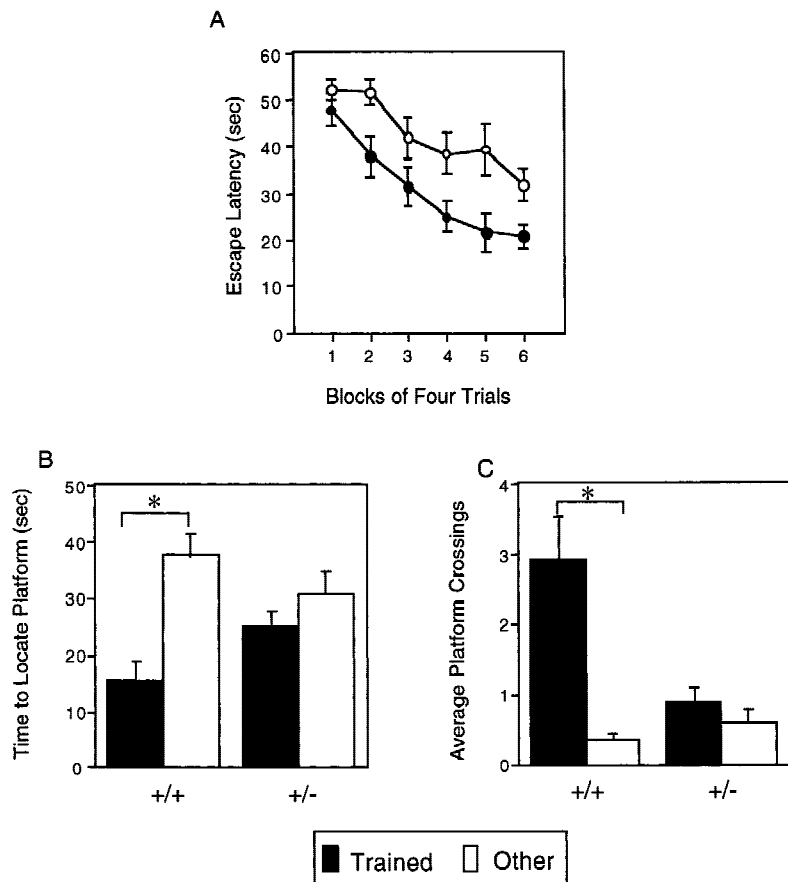 A
Escape Latency (sec)
60
50
40
30
20
10
0
1 2 3 4 5 6
Blocks of Four Trials
B
Time to Locate Platform (sec)
50
40
30
20
10
0
*
+/+ +/-
C
Average Platform Crossings
4
3
2
1
0
*
+/+ +/-
Trained Other